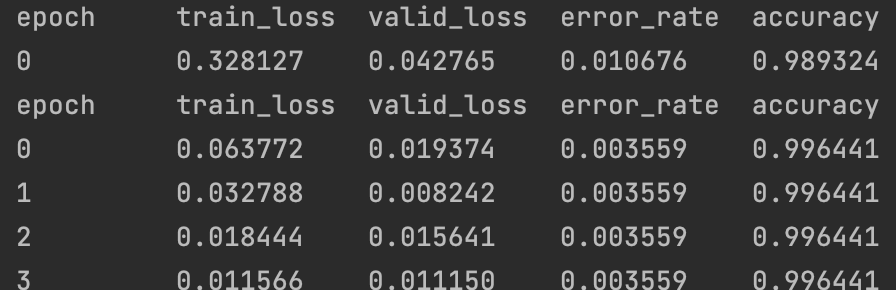 epoch train_loss valid_loss error_rate accuracy
0 0.328127 0.042765 0.010676 0.989324
epoch train_loss valid_loss error_rate accuracy
0 0.063772 0.019374 0.003559 0.996441
1 0.032788 0.008242 0.003559 0.996441
2 0.018444 0.015641 0.003559 0.996441
3 0.011566 0.011150 0.003559 0.996441